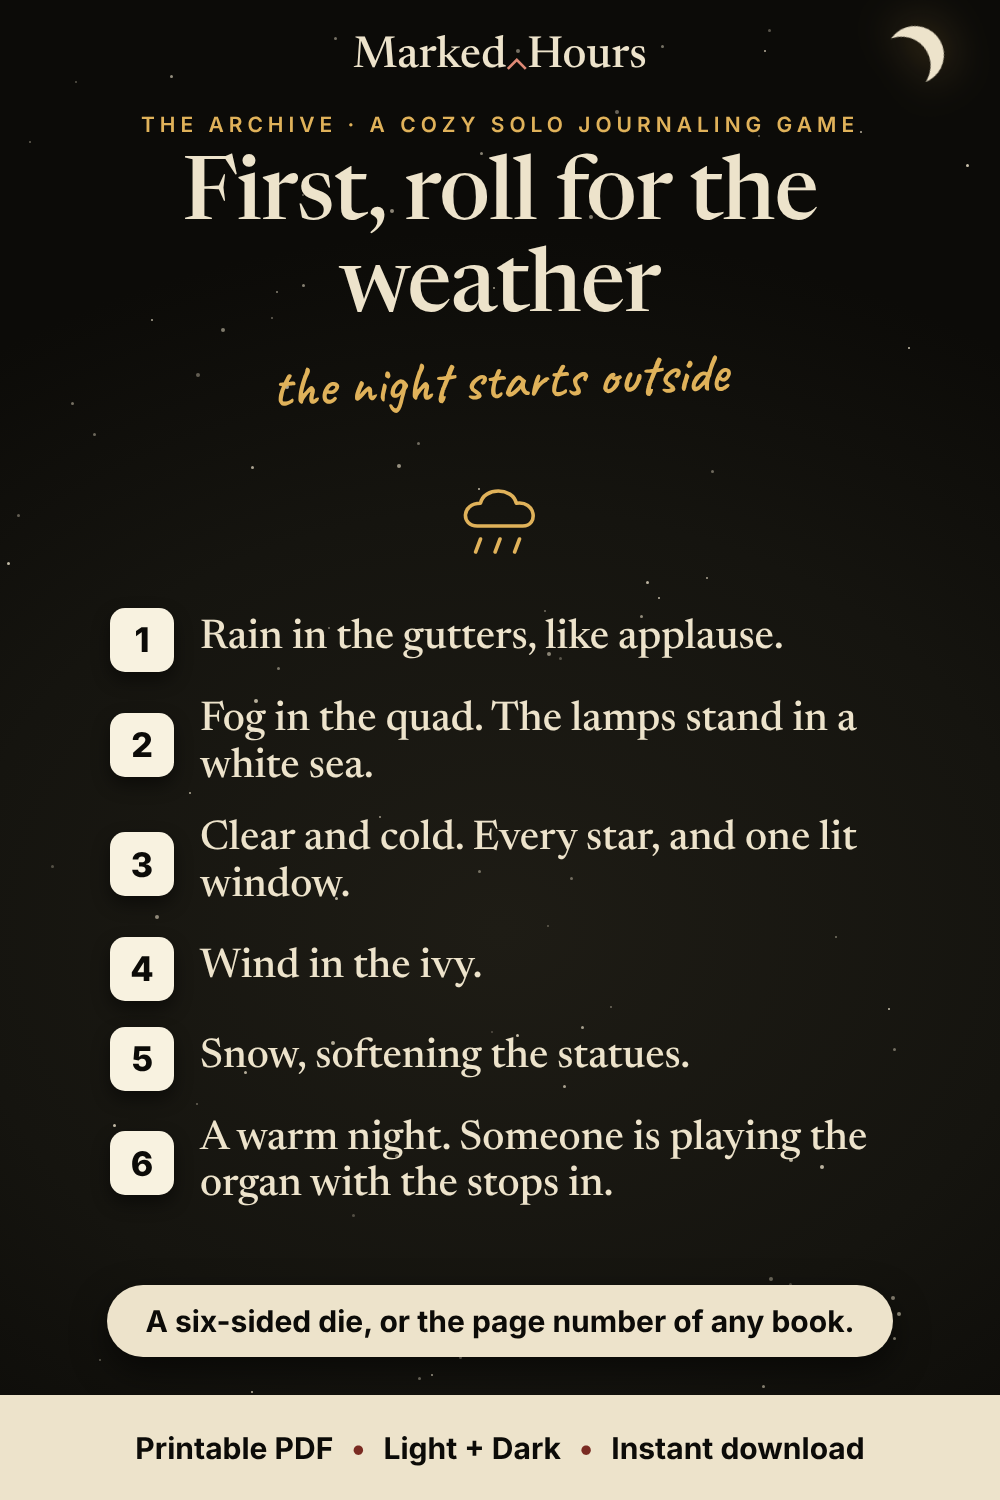 Marked‸Hours
THE ARCHIVE · A COZY SOLO JOURNALING GAME
First, roll for the
weather
the night starts outside
1 Rain in the gutters, like applause.
2 Fog in the quad. The lamps stand in a
white sea.
3 Clear and cold. Every star, and one lit
window.
4 Wind in the ivy.
5 Snow, softening the statues.
6 A warm night. Someone is playing the
organ with the stops in.
A six-sided die, or the page number of any book.
Printable PDF • Light + Dark • Instant download